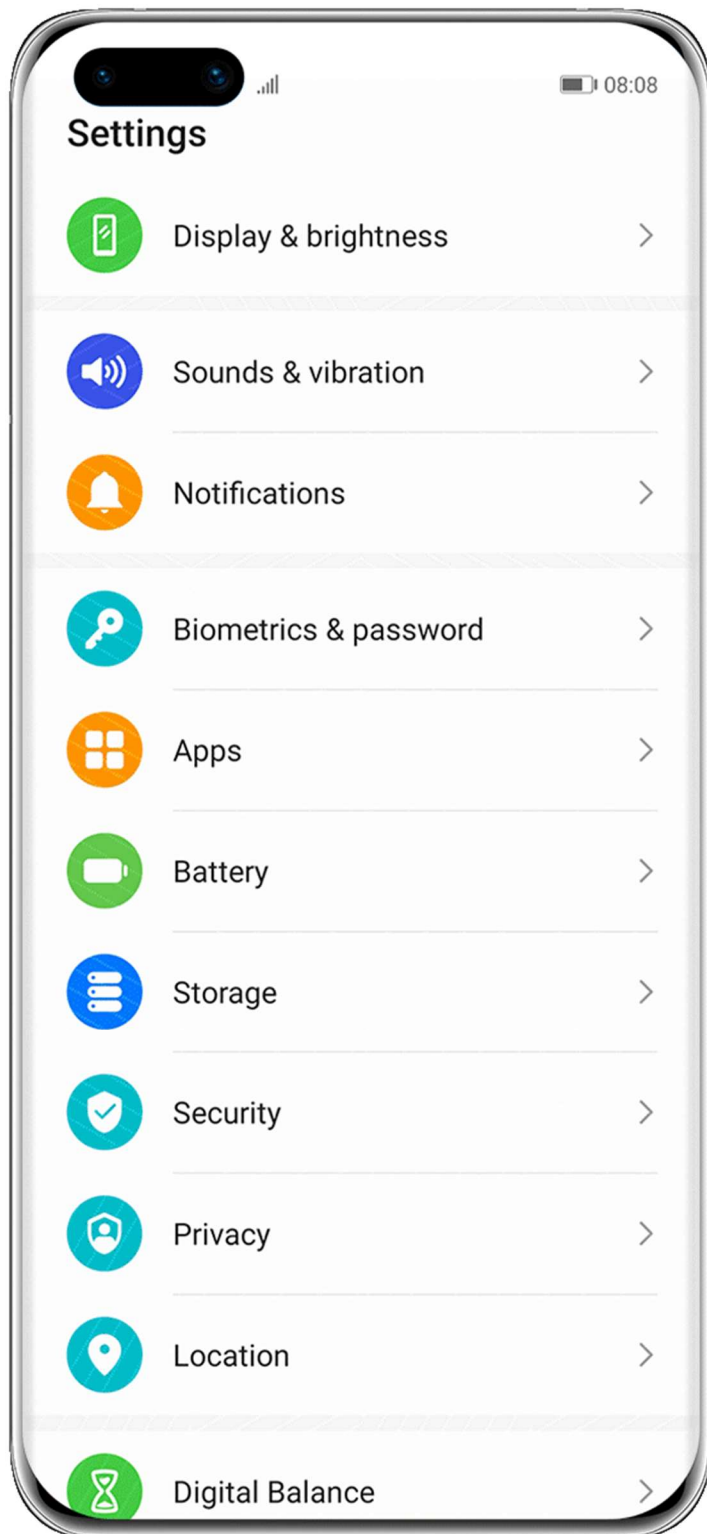 08:08
Settings
Display & brightness
Sounds & vibration
Notifications
Biometrics & password
Apps
Battery
Storage
Security
Privacy
Location
Digital Balance